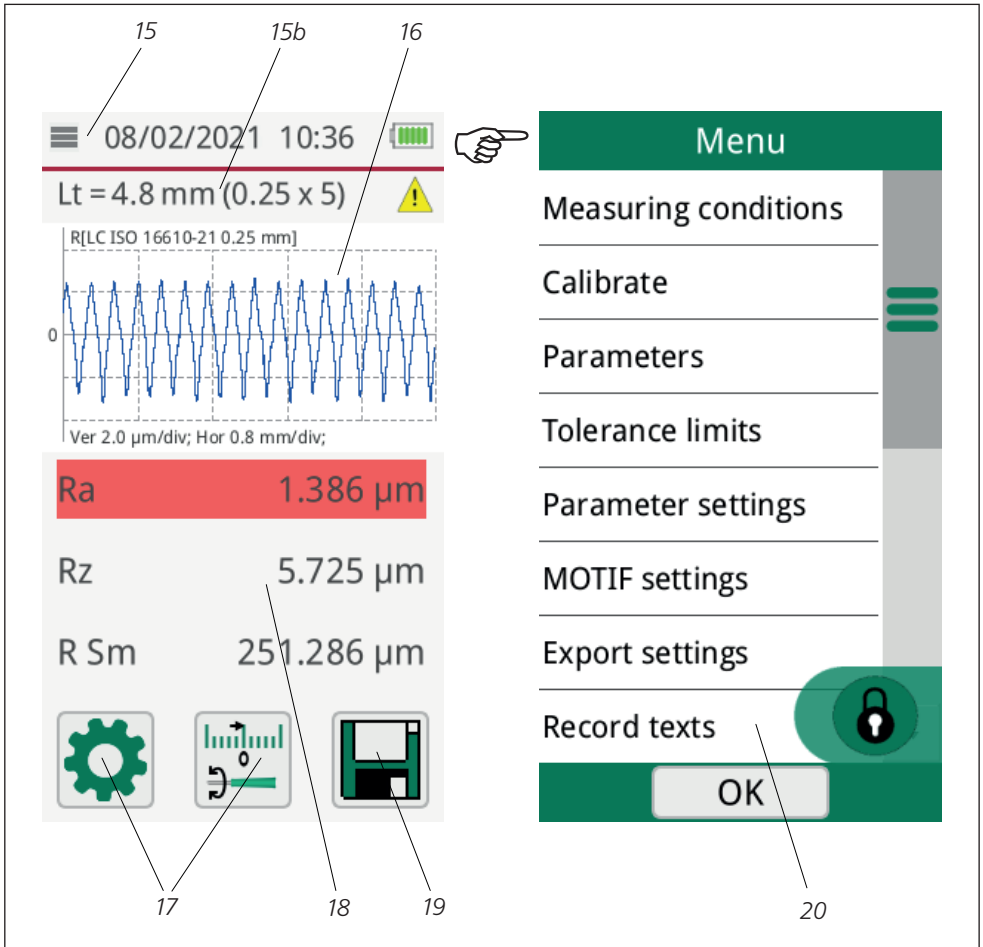 15 15b 16
08/02/2021 10:36
Lt = 4.8 mm (0.25 x 5)
R[LC ISO 16610-21 0.25 mm]
0
Ver 2.0 µm/div; Hor 0.8 mm/div;
Ra 1.386 µm
Rz 5.725 µm
R Sm 251.286 µm
0
17 18 19
Menu
Measuring conditions
Calibrate
Parameters
Tolerance limits
Parameter settings
MOTIF settings
Export settings
Record texts
OK
20